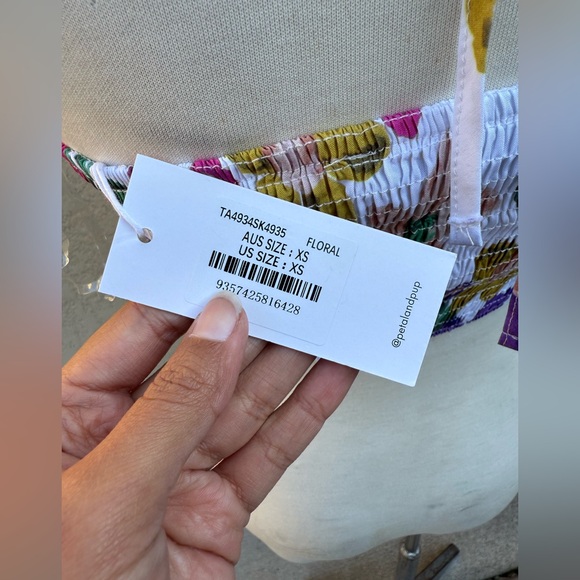 TA4934SK4935 FLORAL
AUS SIZE : XS
US SIZE : XS
9357425816428
@petalandpup